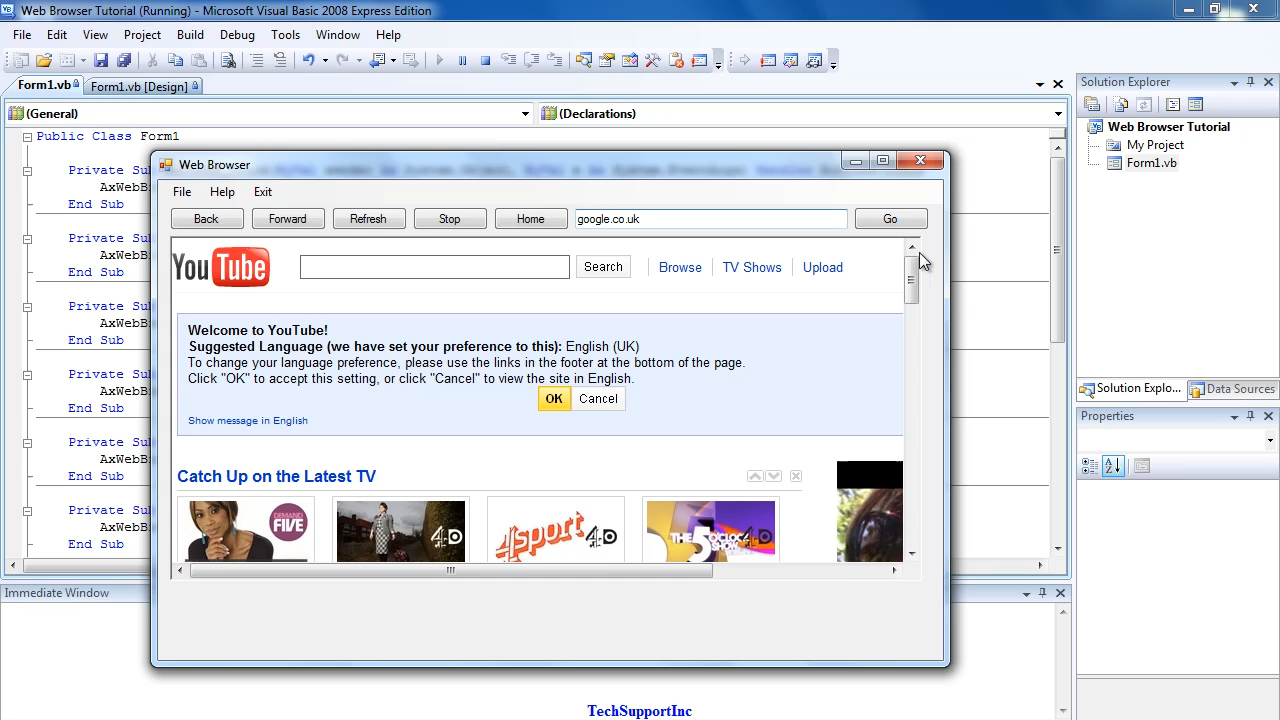 Web Browser Tutorial (Running) - Microsoft Visual Basic 2008 Express Edition
File Edit View Project Build Debug Tools Window Help
Form1.vb Form1.vb [Design]
(General) (Declarations)
Public Class Form1
Private Su
AxWebB
End Sub
Private Su
AxWebB
End Sub
Private Su
AxWebB
End Sub
Private Su
AxWebB
End Sub
Private Su
AxWebB
End Sub
Private Su
AxWebB
End Sub
Web Browser
File Help Exit
Back Forward Refresh Stop Home google.co.uk Go
YouTube Search Browse TV Shows Upload
Welcome to YouTube!
Suggested Language (we have set your preference to this): English (UK)
To change your language preference, please use the links in the footer at the bottom of the page.
Click "OK" to accept this setting, or click "Cancel" to view the site in English.
OK Cancel
Show message in English
Catch Up on the Latest TV
DEMAND FIVE
4oD
4sport 4oD
THE 5 O'CLOCK SHOW 4oD
Solution Explorer
Web Browser Tutorial
My Project
Form1.vb
Solution Explo... Data Sources
Properties
Immediate Window
TechSupportInc